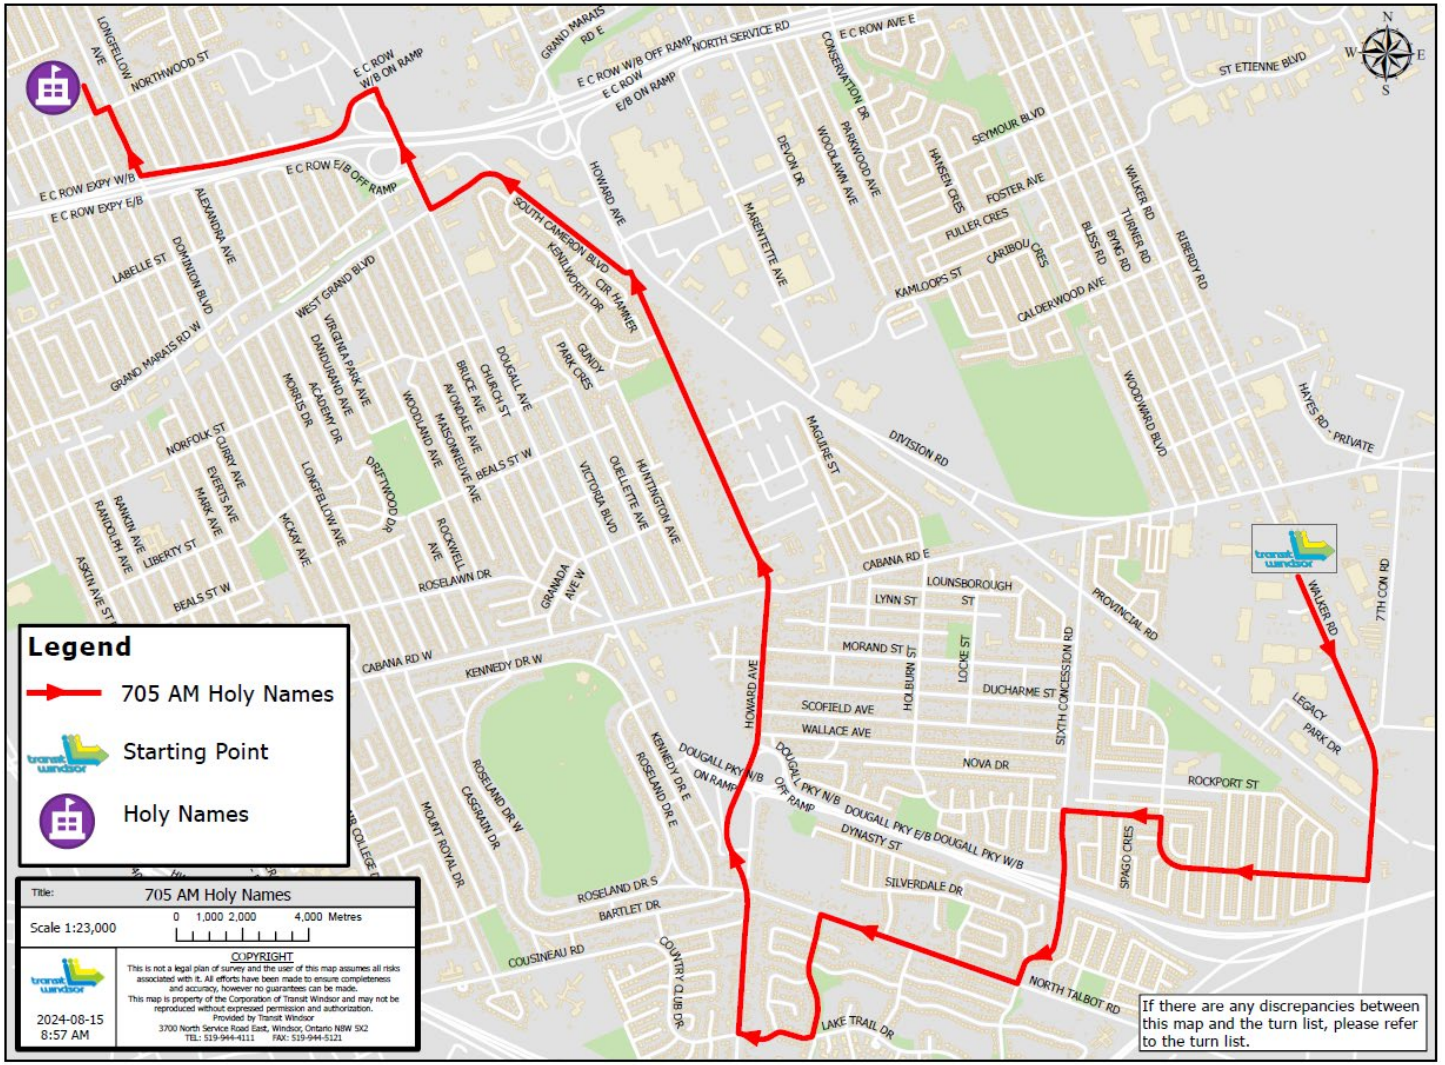 LONGFELLOW AVE
NORTHWOOD ST
E C ROW W/B ON RAMP
GRAND MARAIS RD E
E C ROW W/B OFF RAMP
NORTH SERVICE RD
E C ROW E/B ON RAMP
CONSERVATION DR
E C ROW AVE E
ST ETIENNE BLVD
N
W
E
S
E C ROW EXPY W/B
E C ROW EXPY E/B
E C ROW E/B OFF RAMP
ALEXANDRA AVE
DOMINION BLVD
LABELLE ST
WEST GRAND BLVD
GRAND MARAIS RD W
HOWARD AVE
SOUTH CAMERON BLVD
KENILWORTH DR
CIR HAMNER
GUNDY PARK CRES
DEVON DR
MARENTETTE AVE
WOODLAWN AVE
PARKWOOD AVE
HANSEN CRES
SEYMOUR BLVD
FOSTER AVE
FULLER CRES
CARIBOU CRES
KAMLOOPS ST
CALDERWOOD AVE
BLISS RD
BYNG RD
TURNER RD
WALKER RD
RIBERDY RD
WOODWARD BLVD
HAYES RD - PRIVATE
VIRGINIA PARK AVE
DANDURAND AVE
ACADEMY DR
MORRIS DR
WOODLAND AVE
DOUGALL AVE
CHURCH ST
BRUCE AVE
AVONDALE AVE
MAISONNEUVE AVE
BEALS ST W
NORFOLK ST
CURRY AVE
EVERTS AVE
MARK AVE
LONGFELLOW AVE
DRIFTWOOD DR
MCKAY AVE
RANKIN AVE
RANDOLPH AVE
LIBERTY ST
ASKIN AVE ST
BEALS ST W
ROCKWELL AVE
ROSELAWN DR
VICTORIA BLVD
OUELLETTE AVE
HUNTINGTON AVE
GRANADA AVE W
MAGUIRE ST
DIVISION RD
CABANA RD E
LOUNSBOROUGH ST
LYNN ST
MORAND ST
HOLBURN ST
LOCKE ST
DUCHARME ST
SCOFIELD AVE
WALLACE AVE
NOVA DR
SIXTH CONCESSION RD
PROVINCIAL RD
transit windsor
WALKER RD
7TH CON RD
LEGACY PARK DR
ROCKPORT ST
SPAGO CRES
CABANA RD W
KENNEDY DR W
HOWARD AVE
KENNEDY DR E
ROSELAND DR E
DOUGALL PKY N/B ON RAMP
DOUGALL PKY N/B OFF RAMP
DOUGALL PKY E/B
DOUGALL PKY W/B
DYNASTY ST
SILVERDALE DR
ROSELAND DR W
CASGRAIN DR
MOUNT ROYAL DR
ROSELAND DR S
BARTLET DR
COUSINEAU RD
COUNTRY CLUB DR
LAKE TRAIL DR
NORTH TALBOT RD
Legend
705 AM Holy Names
transit windsor
Starting Point
Holy Names
Title:
705 AM Holy Names
Scale 1:23,000
0 1,000 2,000 4,000 Metres
transit windsor
2024-08-15
8:57 AM
COPYRIGHT
This is not a legal plan of survey and the user of this map assumes all risks
associated with it. All efforts have been made to ensure completeness
and accuracy, however no guarantees can be made.
This map is property of the Corporation of Transit Windsor and may not be
reproduced without expressed permission and authorization.
Provided by Transit Windsor
3700 North Service Road East, Windsor, Ontario N8W 5X2
TEL: 519-944-4111 FAX: 519-944-5121
If there are any discrepancies between
this map and the turn list, please refer
to the turn list.